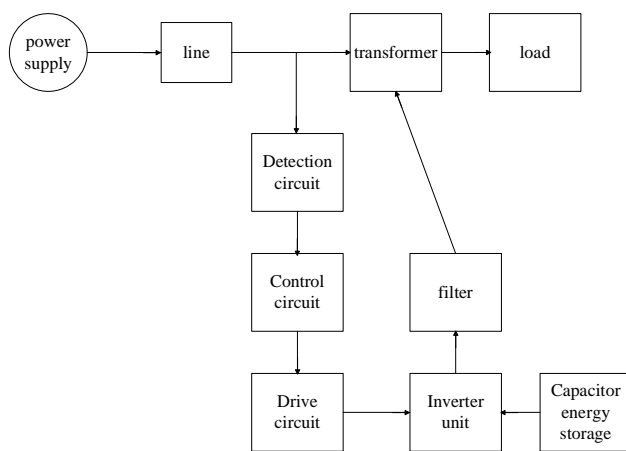 power
supply
line
transformer
load
Detection
circuit
Control
circuit
filter
Drive
circuit
Inverter
unit
Capacitor
energy
storage